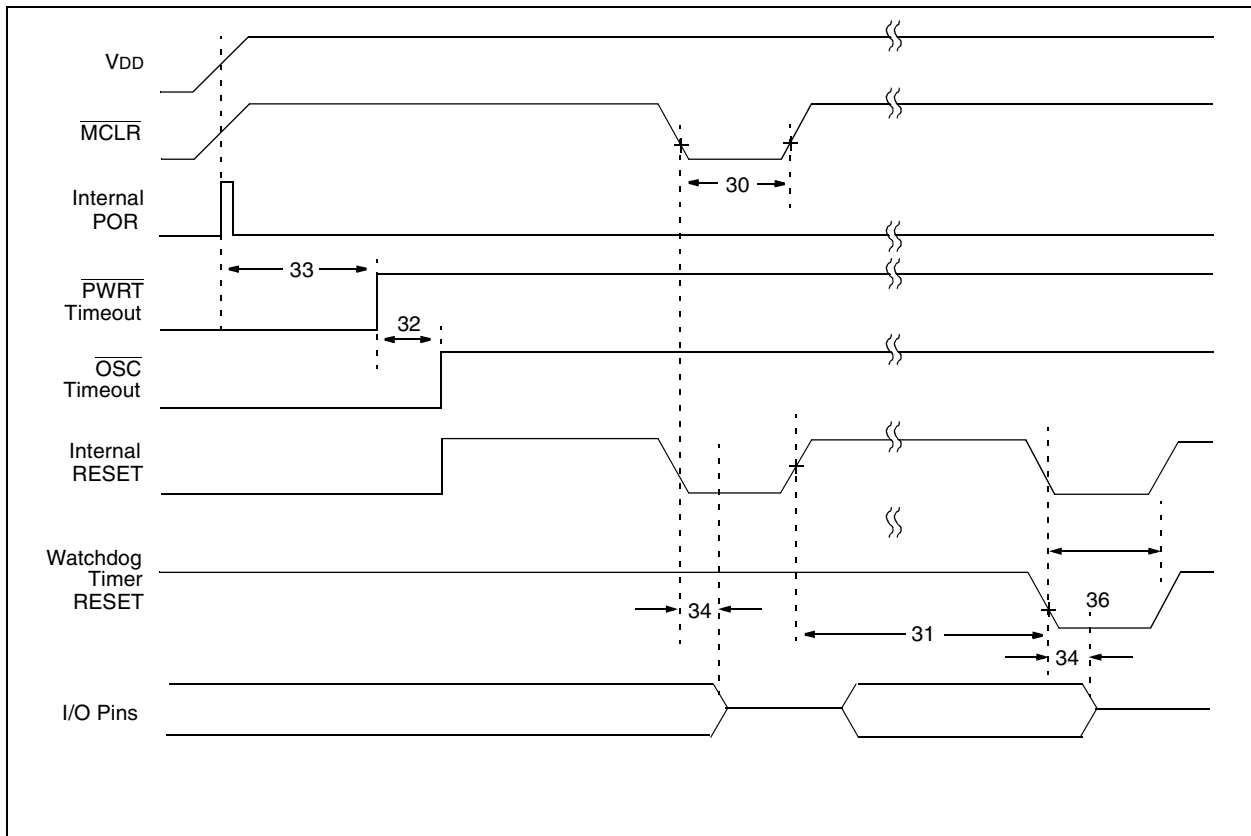 VDD
MCLR
30
Internal
POR
33
PWRT
Timeout
32
OSC
Timeout
Internal
RESET
Watchdog
Timer
RESET
34
36
31
34
I/O Pins